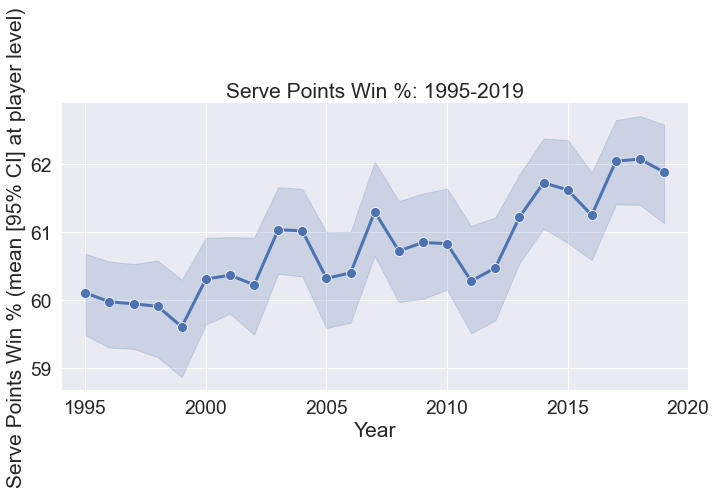 Serve Points Win %: 1995-2019
Serve Points Win % (mean [95% CI] at player level)
62
61
60
59
1995 2000 2005 2010 2015 2020
Year